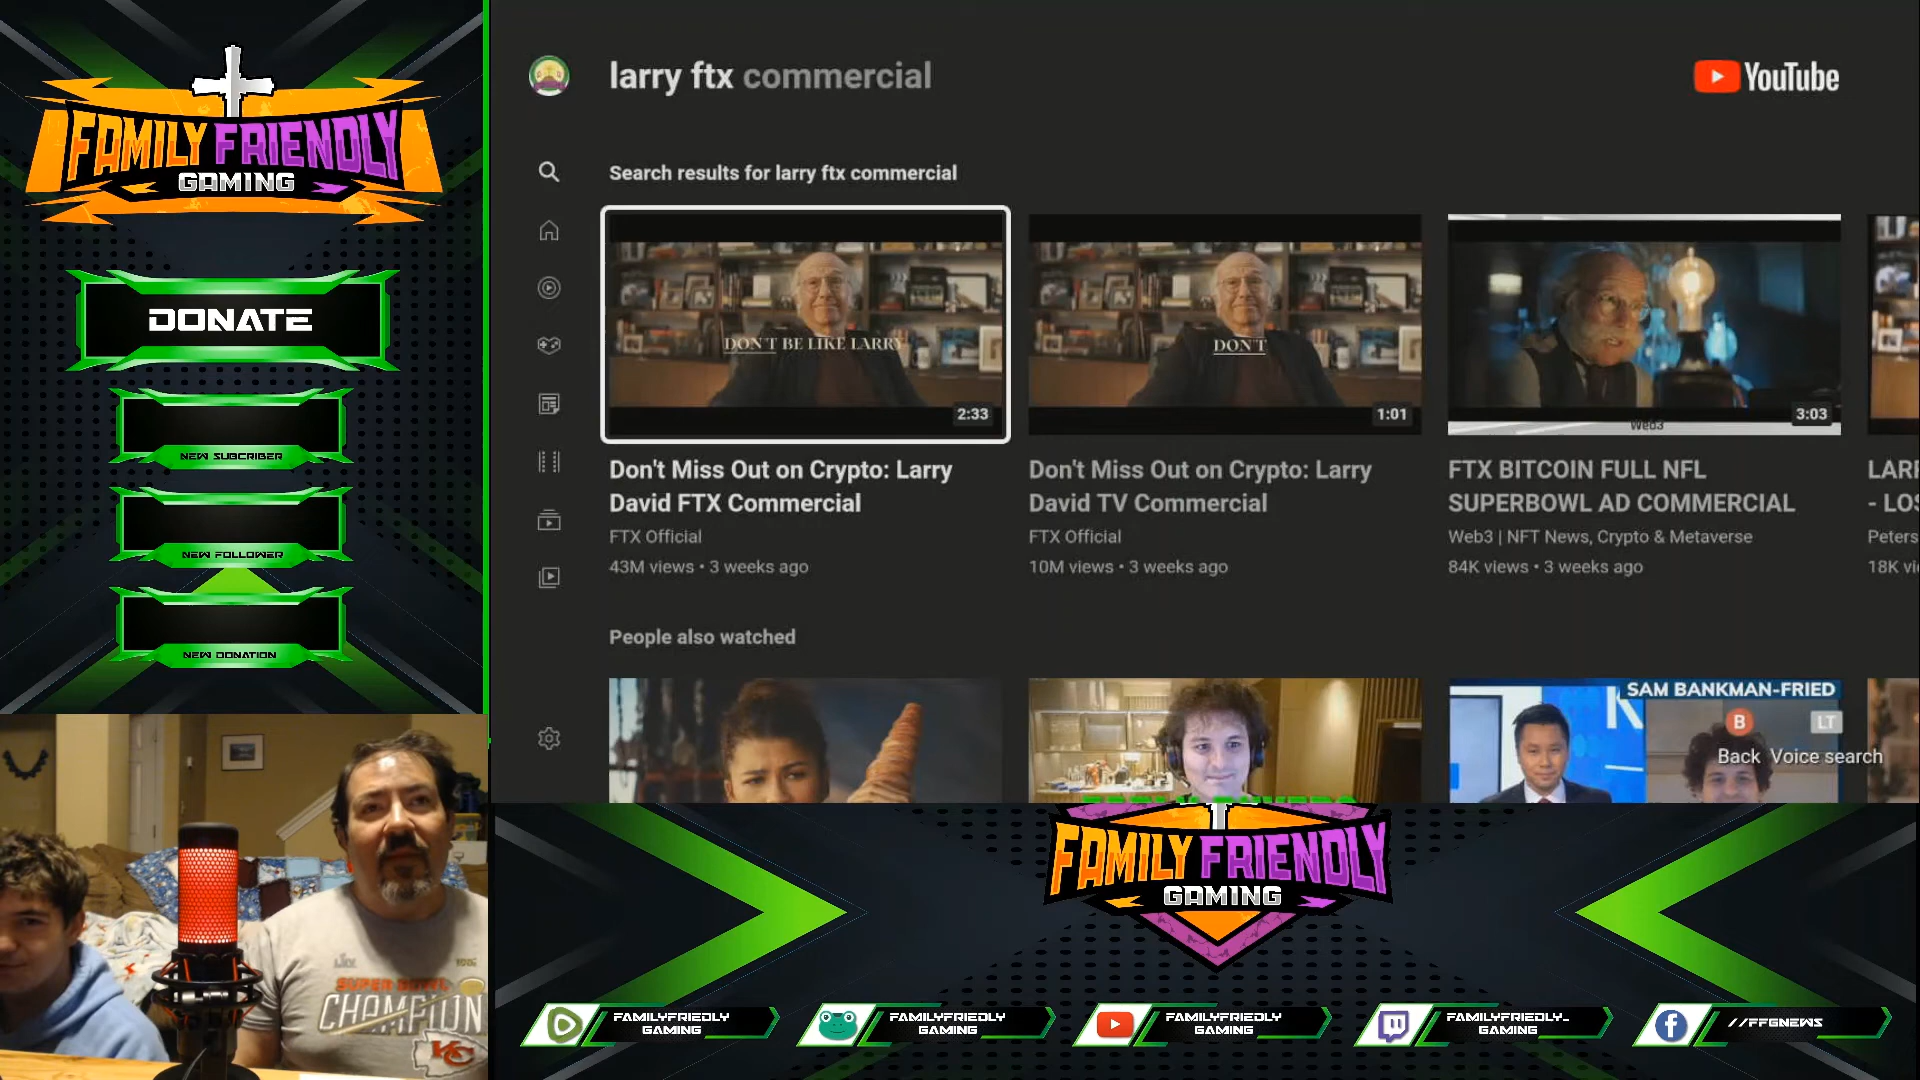 FAMILY FRIENDLY
GAMING
DONATE
NEW SUBCRIBER
NEW FOLLOWER
NEW DONATION
larry ftx commercial
YouTube
Search results for larry ftx commercial
DON'T BE LIKE LARRY
2:33
DON'T
1:01
Web3
3:03
Don't Miss Out on Crypto: Larry
David FTX Commercial
FTX Official
43M views • 3 weeks ago
Don't Miss Out on Crypto: Larry
David TV Commercial
FTX Official
10M views • 3 weeks ago
FTX BITCOIN FULL NFL
SUPERBOWL AD COMMERCIAL
Web3 | NFT News, Crypto & Metaverse
84K views • 3 weeks ago
- LOS
Peters
18K
People also watched
SAM BANKMAN-FRIED
B
LT
Back Voice search
SUPER BOWL
CHAMPION
KC
FAMILY FRIENDLY
GAMING
FAMILYFRIEDLY
GAMING
FAMILYFRIEDLY
GAMING
FAMILYFRIEDLY
GAMING
FAMILYFRIEDLY_
GAMING
//FFGNEWS